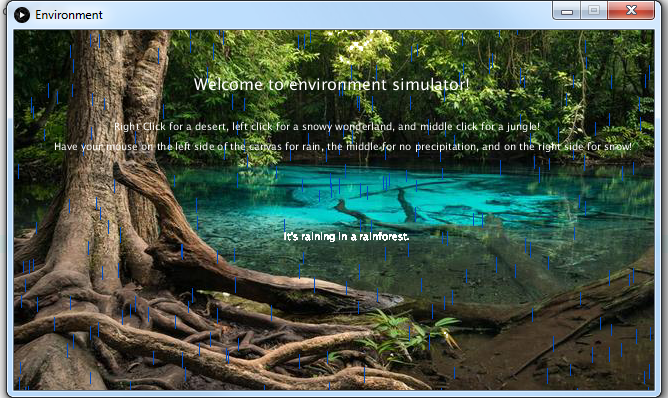 Environment
Welcome to environment simulator!
Right Click for a desert, left click for a snowy wonderland, and middle click for a jungle!
Have your mouse on the left side of the canvas for rain, the middle for no precipitation, and on the right side for snow!
It's raining in a rainforest.